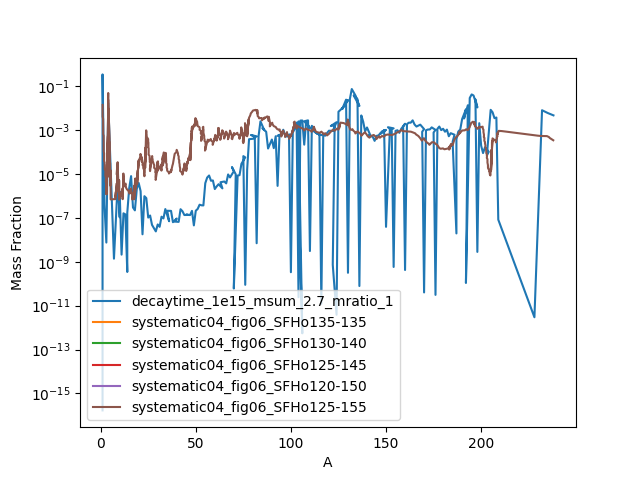 10⁻¹
10⁻³
10⁻⁵
10⁻⁷
10⁻⁹
10⁻¹¹
10⁻¹³
10⁻¹⁵
Mass Fraction
decaytime_1e15_msum_2.7_mratio_1
systematic04_fig06_SFHo135-135
systematic04_fig06_SFHo130-140
systematic04_fig06_SFHo125-145
systematic04_fig06_SFHo120-150
systematic04_fig06_SFHo125-155
0 50 100 150 200
A